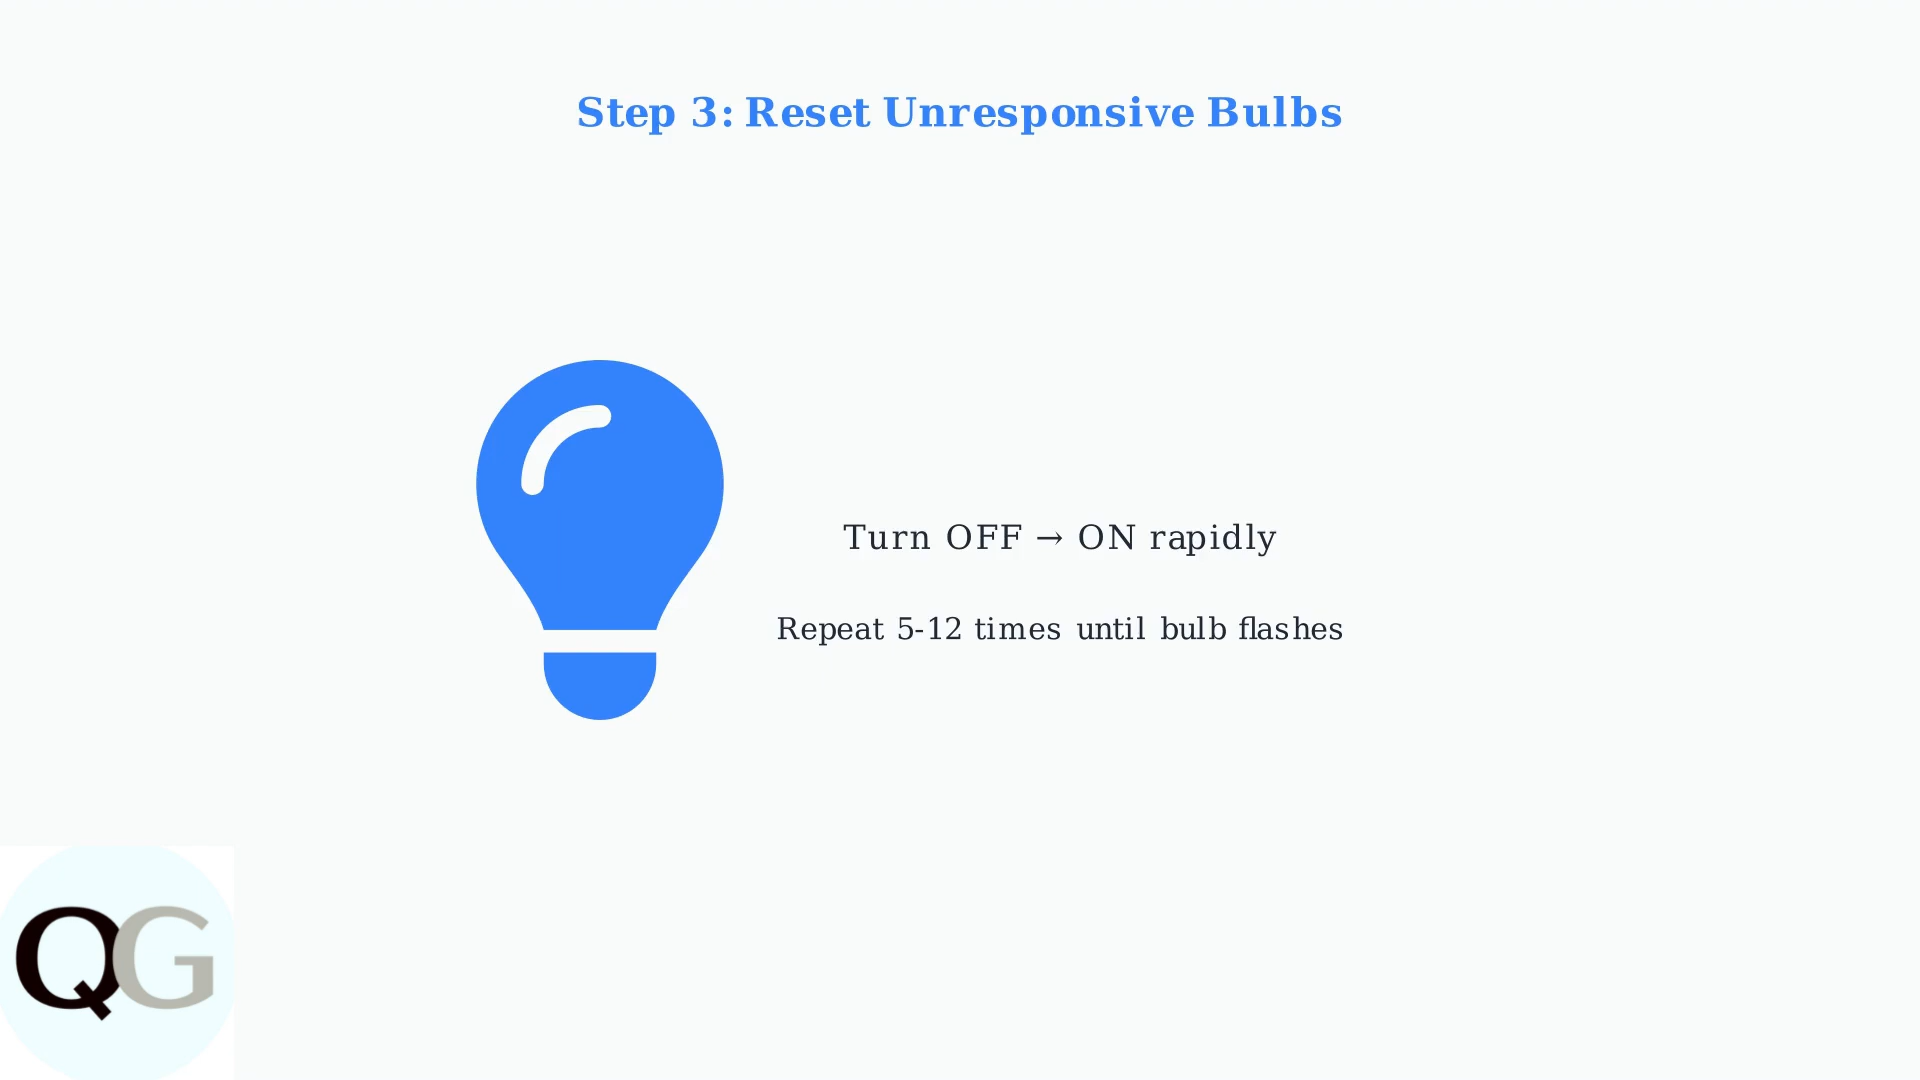 Step 3: Reset Unresponsive Bulbs
Turn OFF → ON rapidly
Repeat 5-12 times until bulb flashes
QG